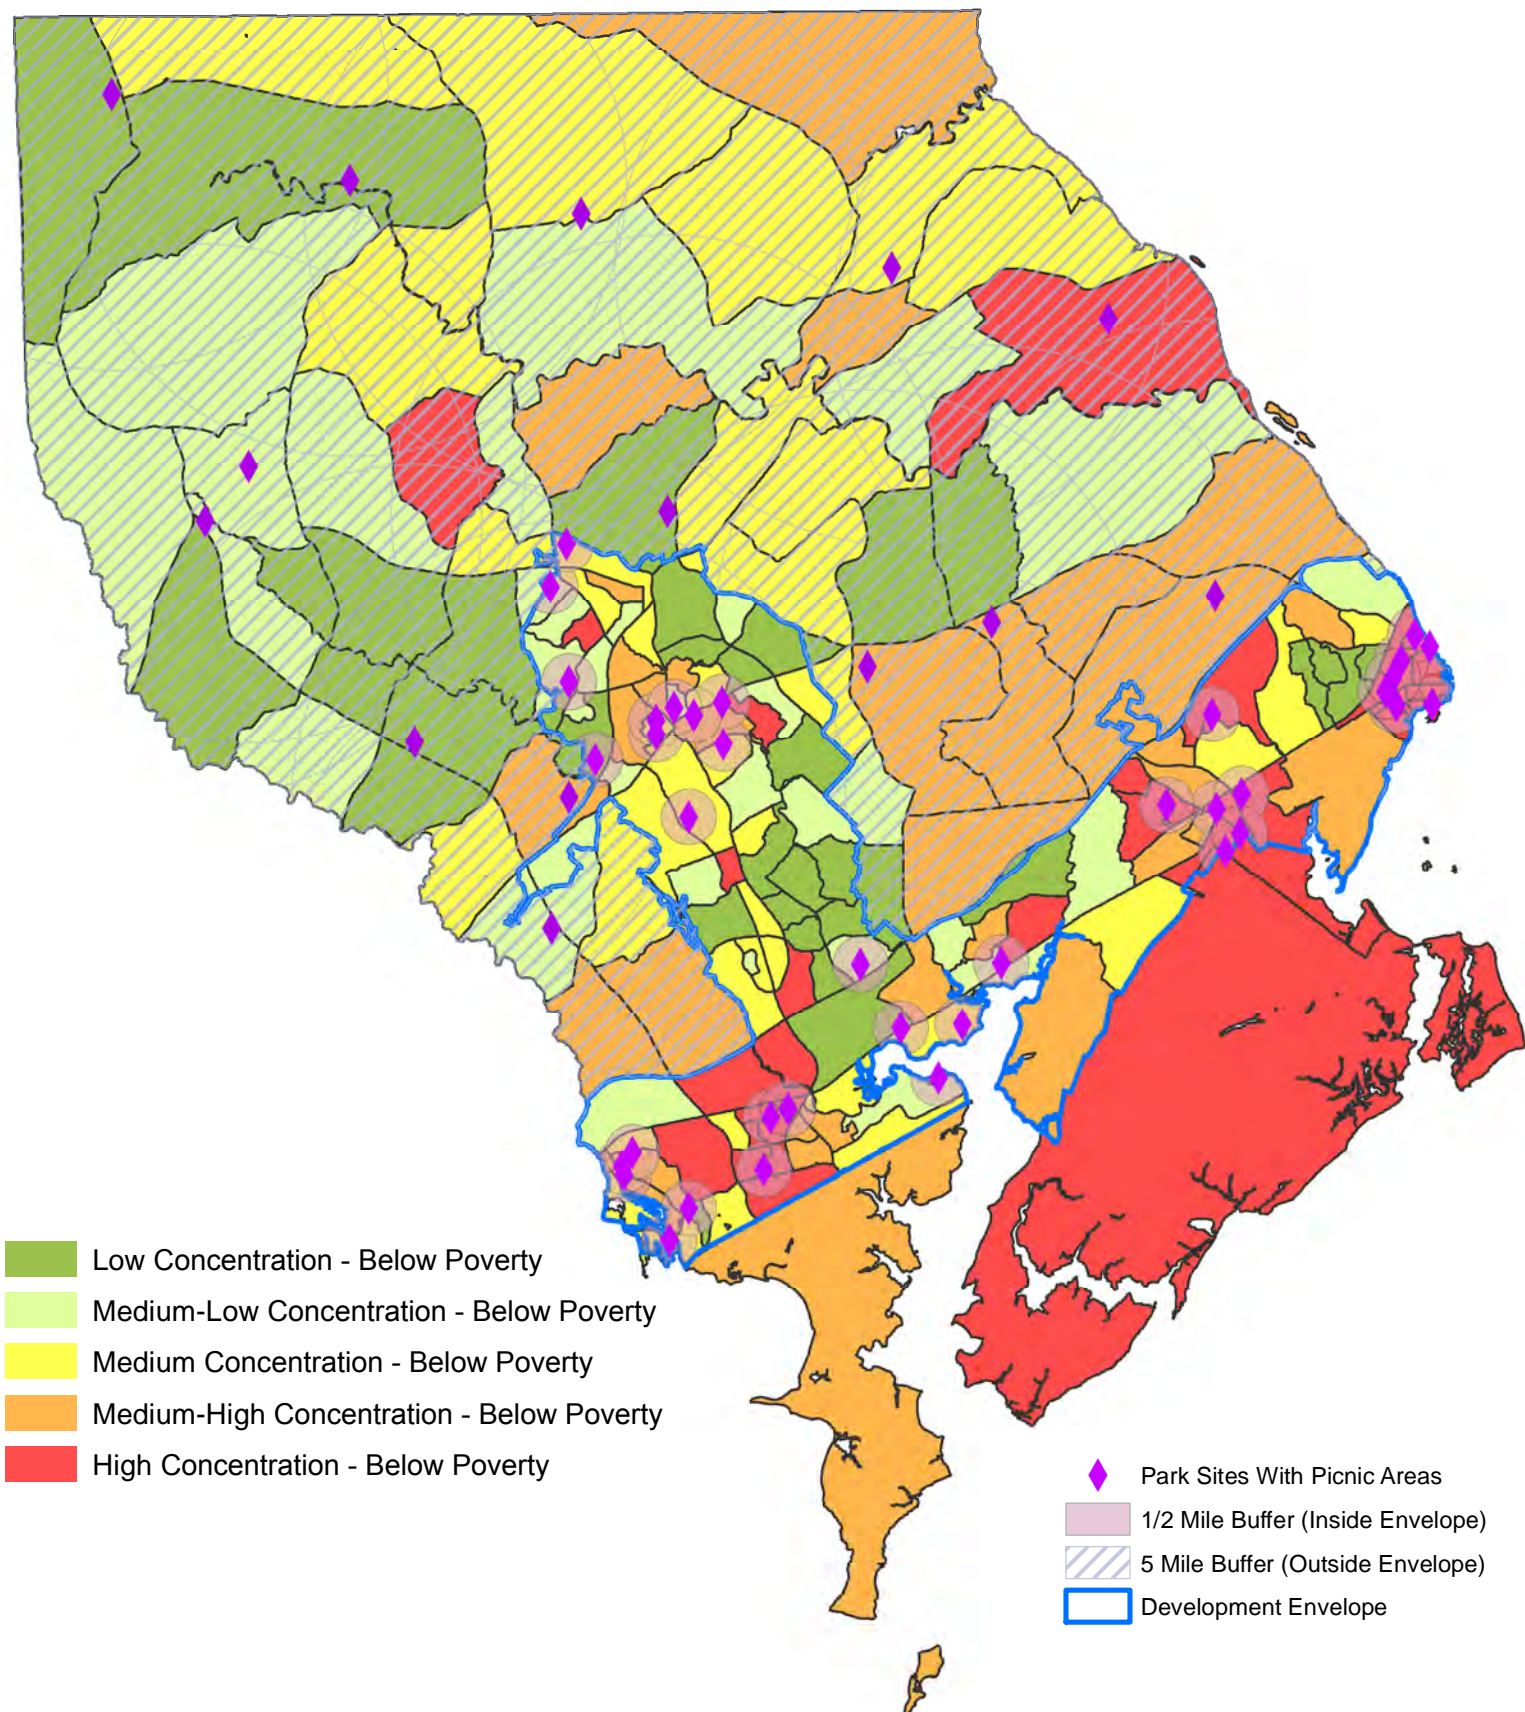 Low Concentration - Below Poverty
Medium-Low Concentration - Below Poverty
Medium Concentration - Below Poverty
Medium-High Concentration - Below Poverty
High Concentration - Below Poverty
Park Sites With Picnic Areas
1/2 Mile Buffer (Inside Envelope)
5 Mile Buffer (Outside Envelope)
Development Envelope